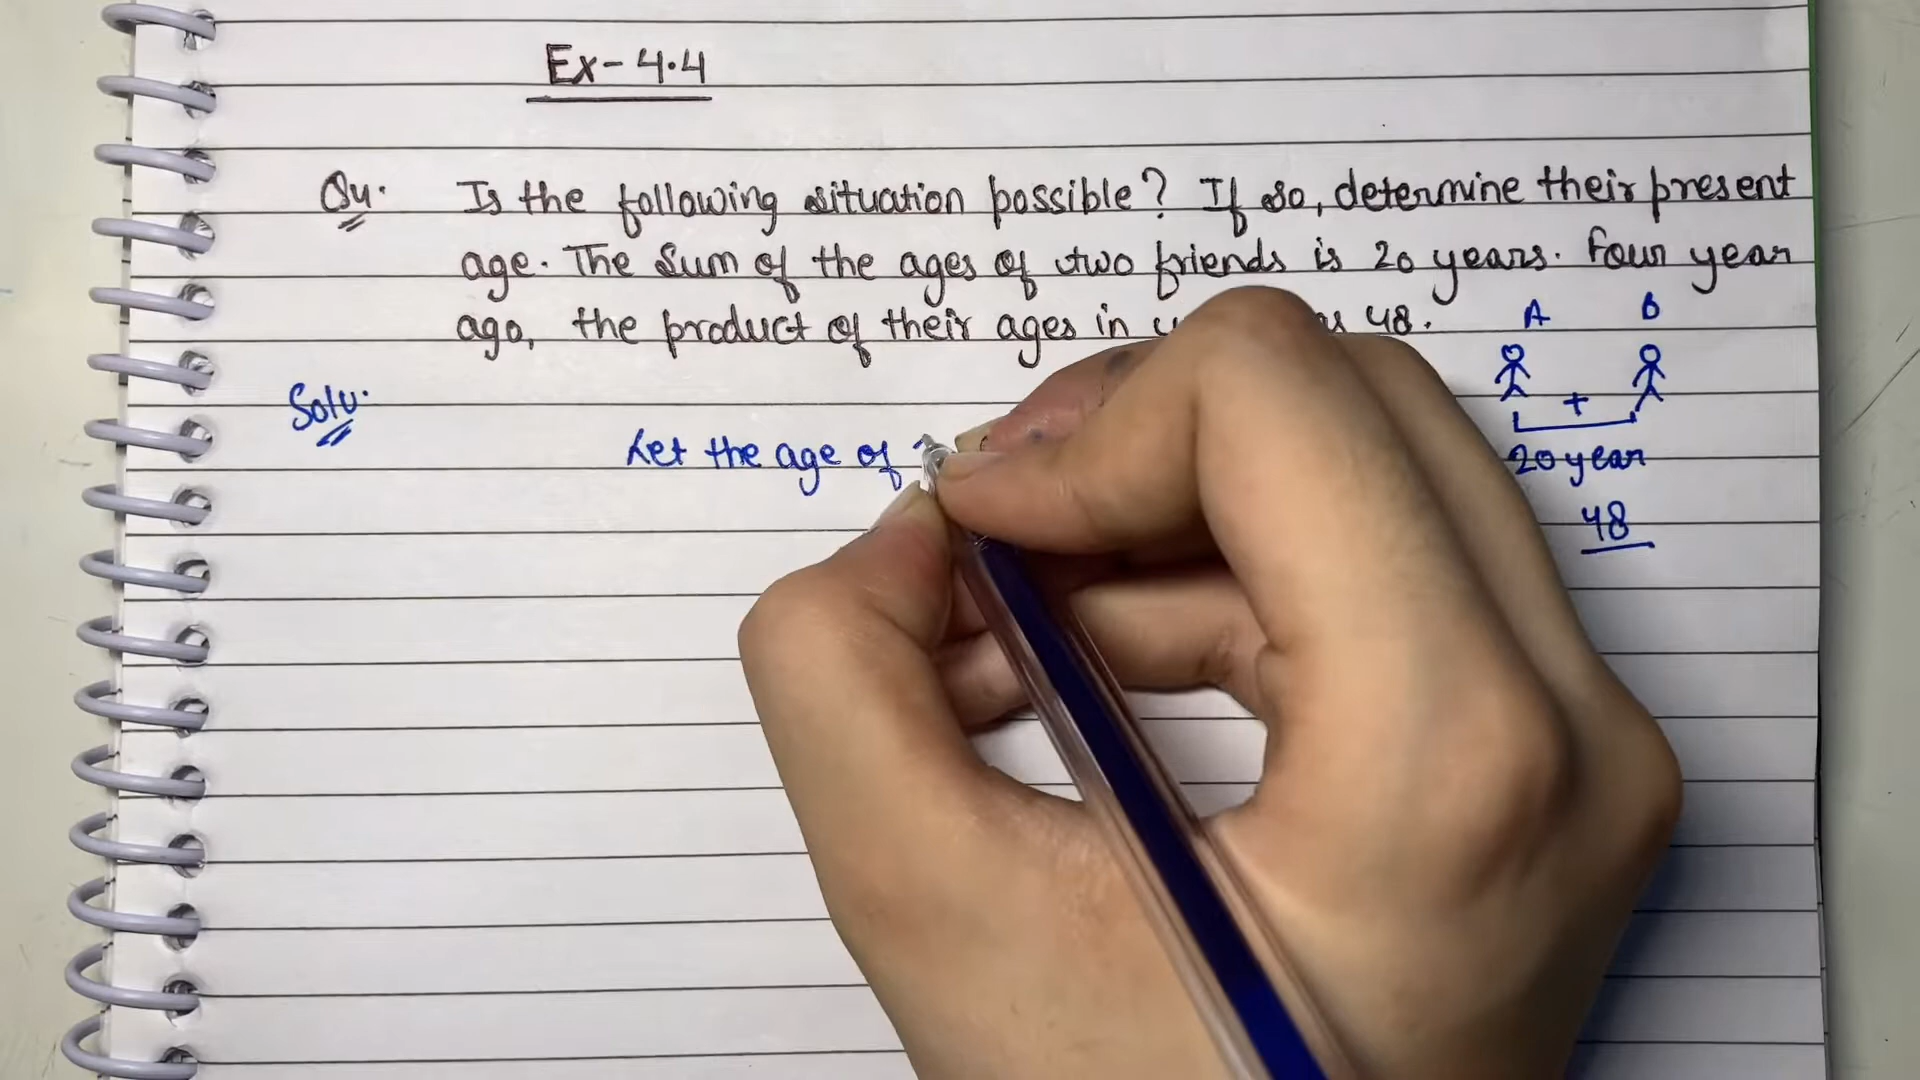 Ex- 4.4
Qu. Is the following situation possible? If so, determine their present
age. The Sum of the ages of two friends is 20 years. Four year
ago, the product of their ages in 48.
A B
Solu.
+
Let the age of
20 year
48